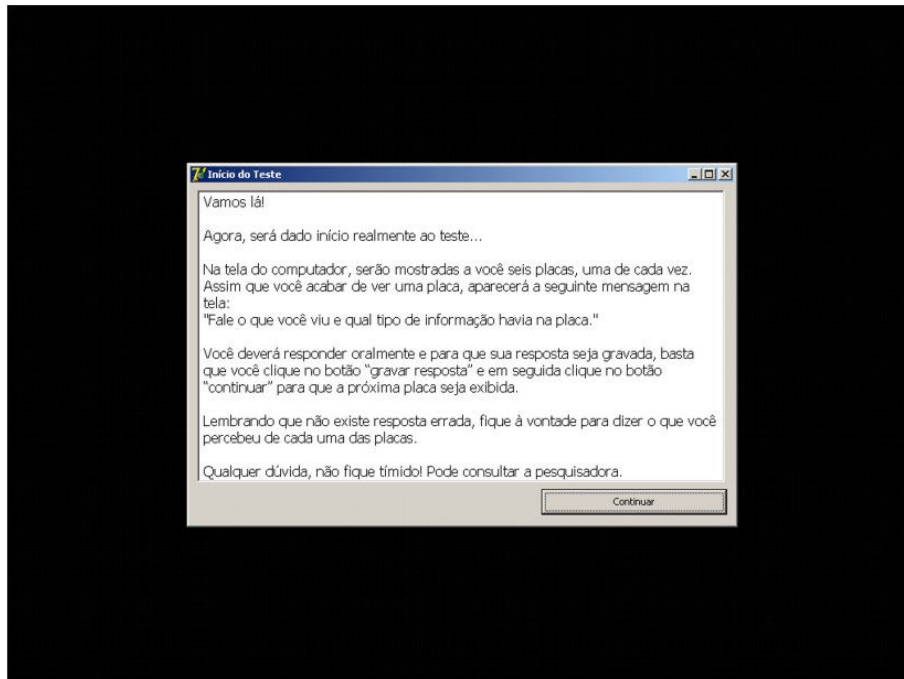 Início do Teste
Vamos lá!
Agora, será dado início realmente ao teste...
Na tela do computador, serão mostradas a você seis placas, uma de cada vez.
Assim que você acabar de ver uma placa, aparecerá a seguinte mensagem na
tela:
"Fale o que você viu e qual tipo de informação havia na placa."
Você deverá responder oralmente e para que sua resposta seja gravada, basta
que você clique no botão "gravar resposta" e em seguida clique no botão
"continuar" para que a próxima placa seja exibida.
Lembrando que não existe resposta errada, fique à vontade para dizer o que você
percebeu de cada uma das placas.
Qualquer dúvida, não fique tímido! Pode consultar a pesquisadora.
Continuar